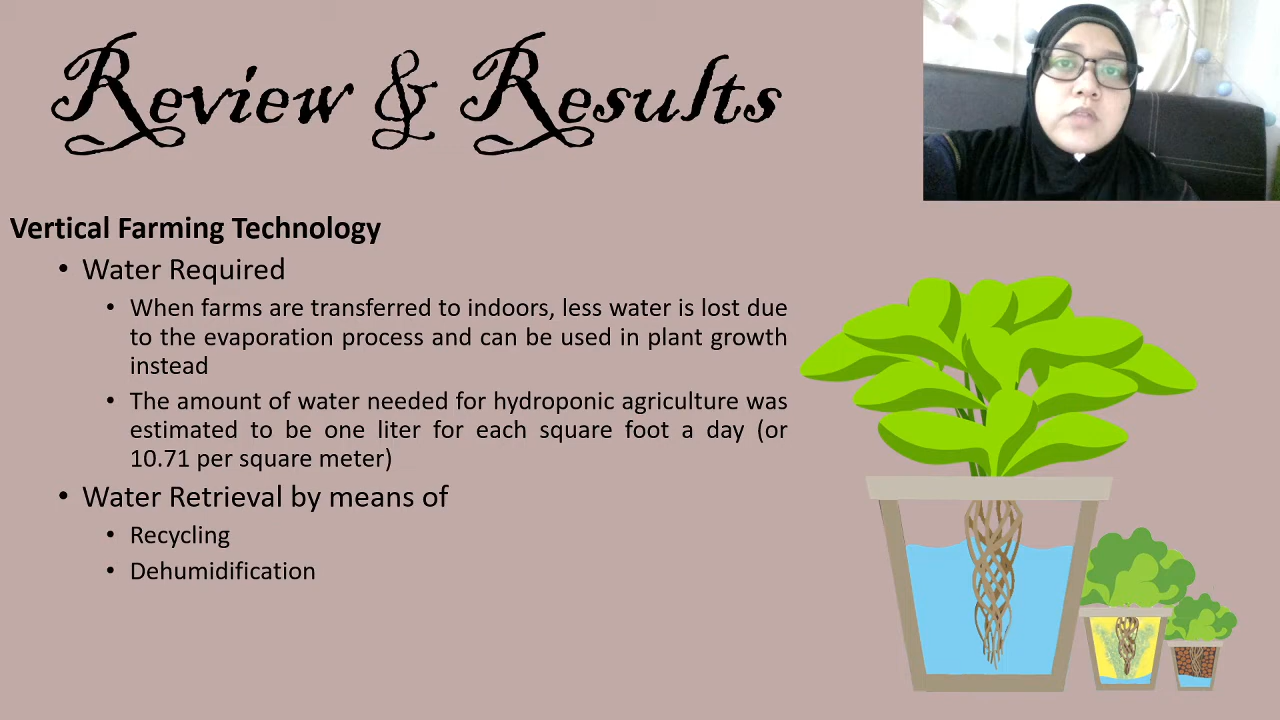 Review & Results
Vertical Farming Technology
• Water Required
• When farms are transferred to indoors, less water is lost due
to the evaporation process and can be used in plant growth
instead
• The amount of water needed for hydroponic agriculture was
estimated to be one liter for each square foot a day (or
10.71 per square meter)
• Water Retrieval by means of
• Recycling
• Dehumidification